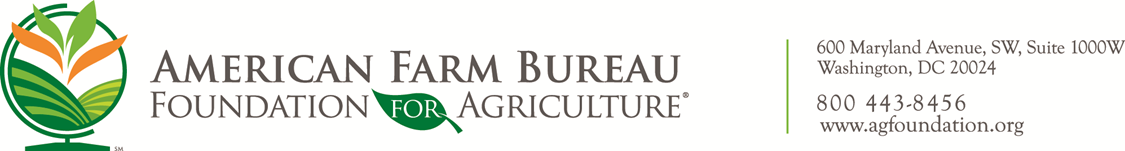 AMERICAN FARM BUREAU
FOUNDATION FOR AGRICULTURE®
600 Maryland Avenue, SW, Suite 1000W
Washington, DC 20024
800 443-8456
www.agfoundation.org
SM